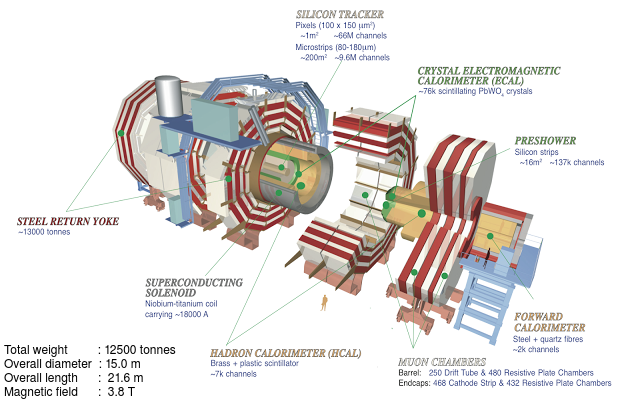 SILICON TRACKER
Pixels (100 x 150 μm²)
~1m² ~66M channels
Microstrips (80-180μm)
~200m² ~9.6M channels
CRYSTAL ELECTROMAGNETIC
CALORIMETER (ECAL)
~76k scintillating PbWO₄ crystals
PRESHOWER
Silicon strips
~16m² ~137k channels
STEEL RETURN YOKE
~13000 tonnes
SUPERCONDUCTING
SOLENOID
Niobium-titanium coil
carrying ~18000 A
FORWARD
CALORIMETER
Steel + quartz fibres
~2k channels
HADRON CALORIMETER (HCAL)
Brass + plastic scintillator
~7k channels
MUON CHAMBERS
Barrel: 250 Drift Tube & 480 Resistive Plate Chambers
Endcaps: 468 Cathode Strip & 432 Resistive Plate Chambers
Total weight : 12500 tonnes
Overall diameter : 15.0 m
Overall length : 21.6 m
Magnetic field : 3.8 T